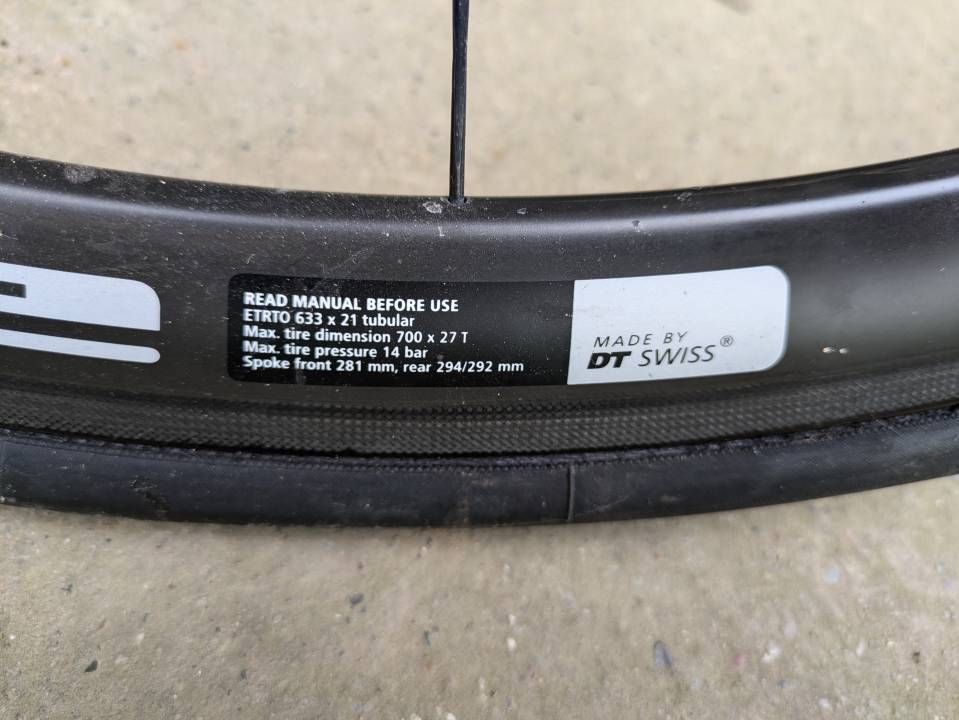 READ MANUAL BEFORE USE
ETRTO 633 x 21 tubular
Max. tire dimension 700 x 27 T
Max. tire pressure 14 bar
Spoke front 281 mm, rear 294/292 mm
MADE BY
DT SWISS®